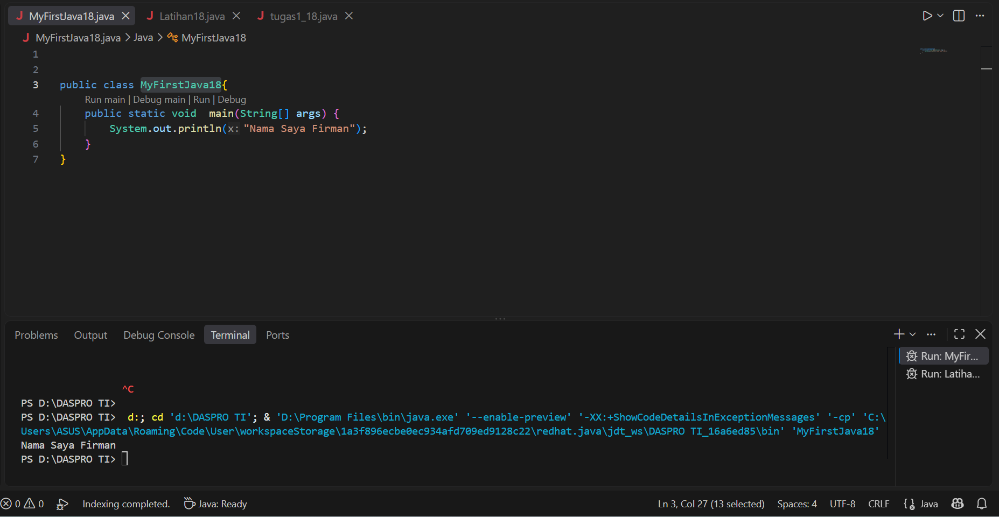 MyFirstJava18.java Latihan18.java tugas1_18.java
MyFirstJava18.java > Java > MyFirstJava18
1
2
3 public class MyFirstJava18{
Run main | Debug main | Run | Debug
4 public static void  main(String[] args) {
5 System.out.println(x: "Nama Saya Firman");
6 }
7 }
Problems Output Debug Console Terminal Ports
Run: MyFir...
Run: Latiha...
^C
PS D:\DASPRO TI>
PS D:\DASPRO TI>  d:; cd 'd:\DASPRO TI'; & 'D:\Program Files\bin\java.exe' '--enable-preview' '-XX:+ShowCodeDetailsInExceptionMessages' '-cp' 'C:\
Users\ASUS\AppData\Roaming\Code\User\workspaceStorage\1a3f896ecbe0ec934afd709ed9128c22\redhat.java\jdt_ws\DASPRO TI_16a6ed85\bin' 'MyFirstJava18'
Nama Saya Firman
PS D:\DASPRO TI>
0 0 Indexing completed. Java: Ready Ln 3, Col 27 (13 selected) Spaces: 4 UTF-8 CRLF Java